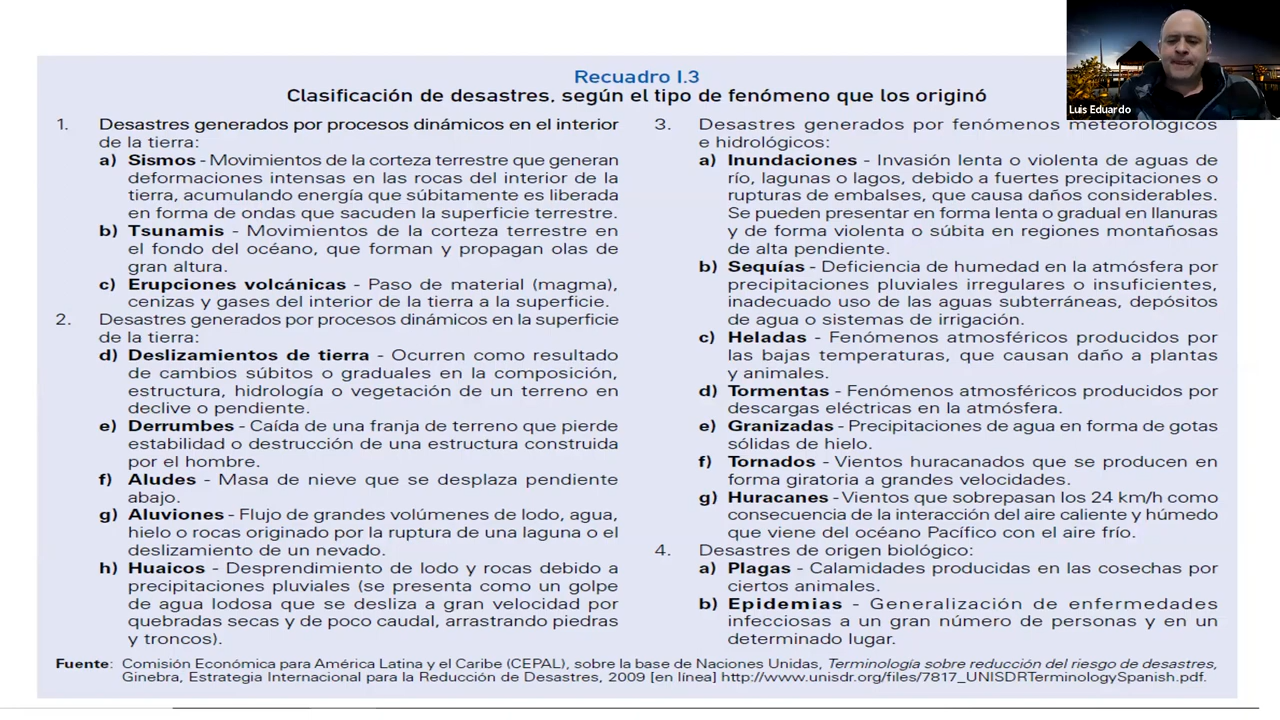 Luis Eduardo
Recuadro I.3
Clasificación de desastres, según el tipo de fenómeno que los originó
1. Desastres generados por procesos dinámicos en el interior
de la tierra:
a) Sismos - Movimientos de la corteza terrestre que generan
deformaciones intensas en las rocas del interior de la
tierra, acumulando energía que súbitamente es liberada
en forma de ondas que sacuden la superficie terrestre.
b) Tsunamis - Movimientos de la corteza terrestre en
el fondo del océano, que forman y propagan olas de
gran altura.
c) Erupciones volcánicas - Paso de material (magma),
cenizas y gases del interior de la tierra a la superficie.
2. Desastres generados por procesos dinámicos en la superficie
de la tierra:
d) Deslizamientos de tierra - Ocurren como resultado
de cambios súbitos o graduales en la composición,
estructura, hidrología o vegetación de un terreno en
declive o pendiente.
e) Derrumbes - Caída de una franja de terreno que pierde
estabilidad o destrucción de una estructura construida
por el hombre.
f) Aludes - Masa de nieve que se desplaza pendiente
abajo.
g) Aluviones - Flujo de grandes volúmenes de lodo, agua,
hielo o rocas originado por la ruptura de una laguna o el
deslizamiento de un nevado.
h) Huaicos - Desprendimiento de lodo y rocas debido a
precipitaciones pluviales (se presenta como un golpe
de agua lodosa que se desliza a gran velocidad por
quebradas secas y de poco caudal, arrastrando piedras
y troncos).
3. Desastres generados por fenómenos meteorológicos
e hidrológicos:
a) Inundaciones - Invasión lenta o violenta de aguas de
río, lagunas o lagos, debido a fuertes precipitaciones o
rupturas de embalses, que causa daños considerables.
Se pueden presentar en forma lenta o gradual en llanuras
y de forma violenta o súbita en regiones montañosas
de alta pendiente.
b) Sequías - Deficiencia de humedad en la atmósfera por
precipitaciones pluviales irregulares o insuficientes,
inadecuado uso de las aguas subterráneas, depósitos
de agua o sistemas de irrigación.
c) Heladas - Fenómenos atmosféricos producidos por
las bajas temperaturas, que causan daño a plantas
y animales.
d) Tormentas - Fenómenos atmosféricos producidos por
descargas eléctricas en la atmósfera.
e) Granizadas - Precipitaciones de agua en forma de gotas
sólidas de hielo.
f) Tornados - Vientos huracanados que se producen en
forma giratoria a grandes velocidades.
g) Huracanes - Vientos que sobrepasan los 24 km/h como
consecuencia de la interacción del aire caliente y húmedo
que viene del océano Pacífico con el aire frío.
4. Desastres de origen biológico:
a) Plagas - Calamidades producidas en las cosechas por
ciertos animales.
b) Epidemias - Generalización de enfermedades
infecciosas a un gran número de personas y en un
determinado lugar.
Fuente: Comisión Económica para América Latina y el Caribe (CEPAL), sobre la base de Naciones Unidas, Terminología sobre reducción del riesgo de desastres,
Ginebra, Estrategia Internacional para la Reducción de Desastres, 2009 [en línea] http://www.unisdr.org/files/7817_UNISDRTerminologySpanish.pdf.